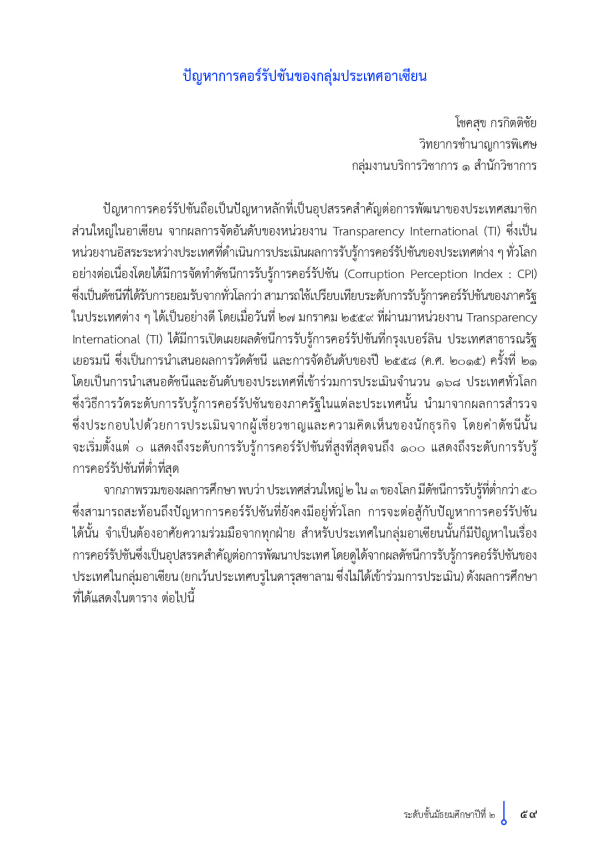 ปัญหาการคอร์รัปชันของกลุ่มประเทศอาเซียน
โชคสุข กรกิตติชัย
วิทยากรชำนาญการพิเศษ
กลุ่มงานบริการวิชาการ ๑ สำนักวิชาการ
ปัญหาการคอร์รัปชันถือเป็นปัญหาหลักที่เป็นอุปสรรคสำคัญต่อการพัฒนาของประเทศสมาชิก
ส่วนใหญ่ในอาเซียน จากผลการจัดอันดับของหน่วยงาน Transparency International (TI) ซึ่งเป็น
หน่วยงานอิสระระหว่างประเทศที่ดำเนินการประเมินผลการรับรู้การคอร์รัปชันของประเทศต่าง ๆ ทั่วโลก
อย่างต่อเนื่องโดยได้มีการจัดทำดัชนีการรับรู้การคอร์รัปชัน (Corruption Perception Index : CPI)
ซึ่งเป็นดัชนีที่ได้รับการยอมรับจากทั่วโลกว่า สามารถใช้เปรียบเทียบระดับการรับรู้การคอร์รัปชันของภาครัฐ
ในประเทศต่าง ๆ ได้เป็นอย่างดี โดยเมื่อวันที่ ๒๗ มกราคม ๒๕๕๙ ที่ผ่านมาหน่วยงาน Transparency
International (TI) ได้มีการเปิดเผยผลดัชนีการรับรู้การคอร์รัปชันที่กรุงเบอร์ลิน ประเทศสาธารณรัฐ
เยอรมนี ซึ่งเป็นการนำเสนอผลการวัดดัชนี และการจัดอันดับของปี ๒๕๕๘ (ค.ศ. ๒๐๑๕) ครั้งที่ ๒๑
โดยเป็นการนำเสนอดัชนีและอันดับของประเทศที่เข้าร่วมการประเมินจำนวน ๑๖๘ ประเทศทั่วโลก
ซึ่งวิธีการวัดระดับการรับรู้การคอร์รัปชันของภาครัฐในแต่ละประเทศนั้น นำมาจากผลการสำรวจ
ซึ่งประกอบไปด้วยการประเมินจากผู้เชี่ยวชาญและความคิดเห็นของนักธุรกิจ โดยค่าดัชนีนั้น
จะเริ่มตั้งแต่ ๐ แสดงถึงระดับการรับรู้การคอร์รัปชันที่สูงที่สุดจนถึง ๑๐๐ แสดงถึงระดับการรับรู้
การคอร์รัปชันที่ต่ำที่สุด
จากภาพรวมของผลการศึกษา พบว่า ประเทศส่วนใหญ่ ๒ ใน ๓ ของโลก มีดัชนีการรับรู้ที่ต่ำกว่า ๕๐
ซึ่งสามารถสะท้อนถึงปัญหาการคอร์รัปชันที่ยังคงมีอยู่ทั่วโลก การจะต่อสู้กับปัญหาการคอร์รัปชัน
ได้นั้น จำเป็นต้องอาศัยความร่วมมือจากทุกฝ่าย สำหรับประเทศในกลุ่มอาเซียนนั้นก็มีปัญหาในเรื่อง
การคอร์รัปชันซึ่งเป็นอุปสรรคสำคัญต่อการพัฒนาประเทศ โดยดูได้จากผลดัชนีการรับรู้การคอร์รัปชันของ
ประเทศในกลุ่มอาเซียน (ยกเว้นประเทศบรูไนดารุสซาลาม ซึ่งไม่ได้เข้าร่วมการประเมิน) ดังผลการศึกษา
ที่ได้แสดงในตาราง ต่อไปนี้
ระดับชั้นมัธยมศึกษาปีที่ ๒ ๕๙